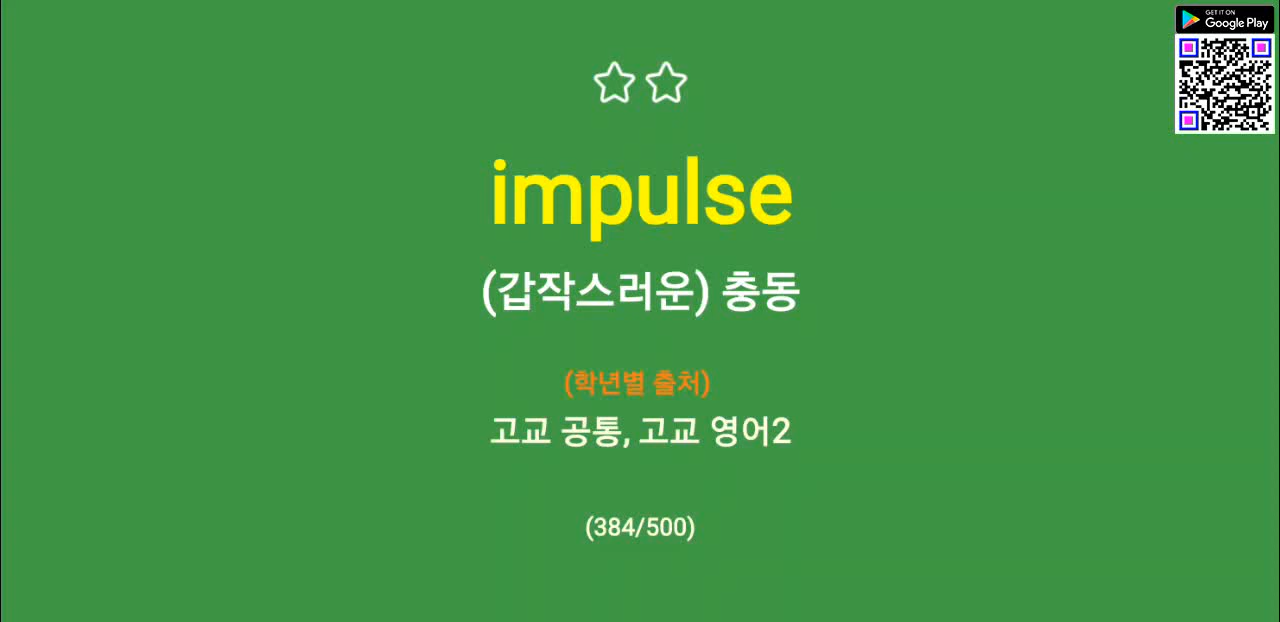 GET IT ON
Google Play
impulse
(갑작스러운) 충동
(학년별 출처)
고교 공통, 고교 영어2
(384/500)